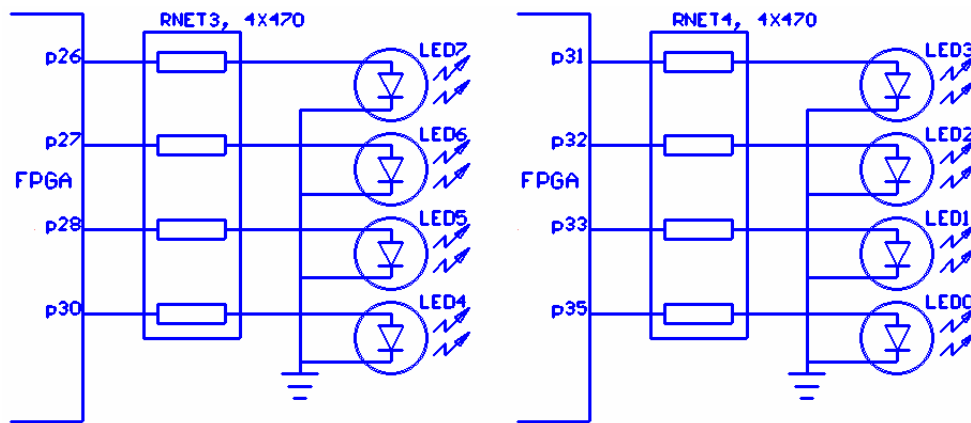 RNET3, 4X470
p26
LED7
p27
LED6
FPGA
p28
LED5
p30
LED4
RNET4, 4X470
p31
LED3
p32
LED2
FPGA
p33
LED1
p35
LED0